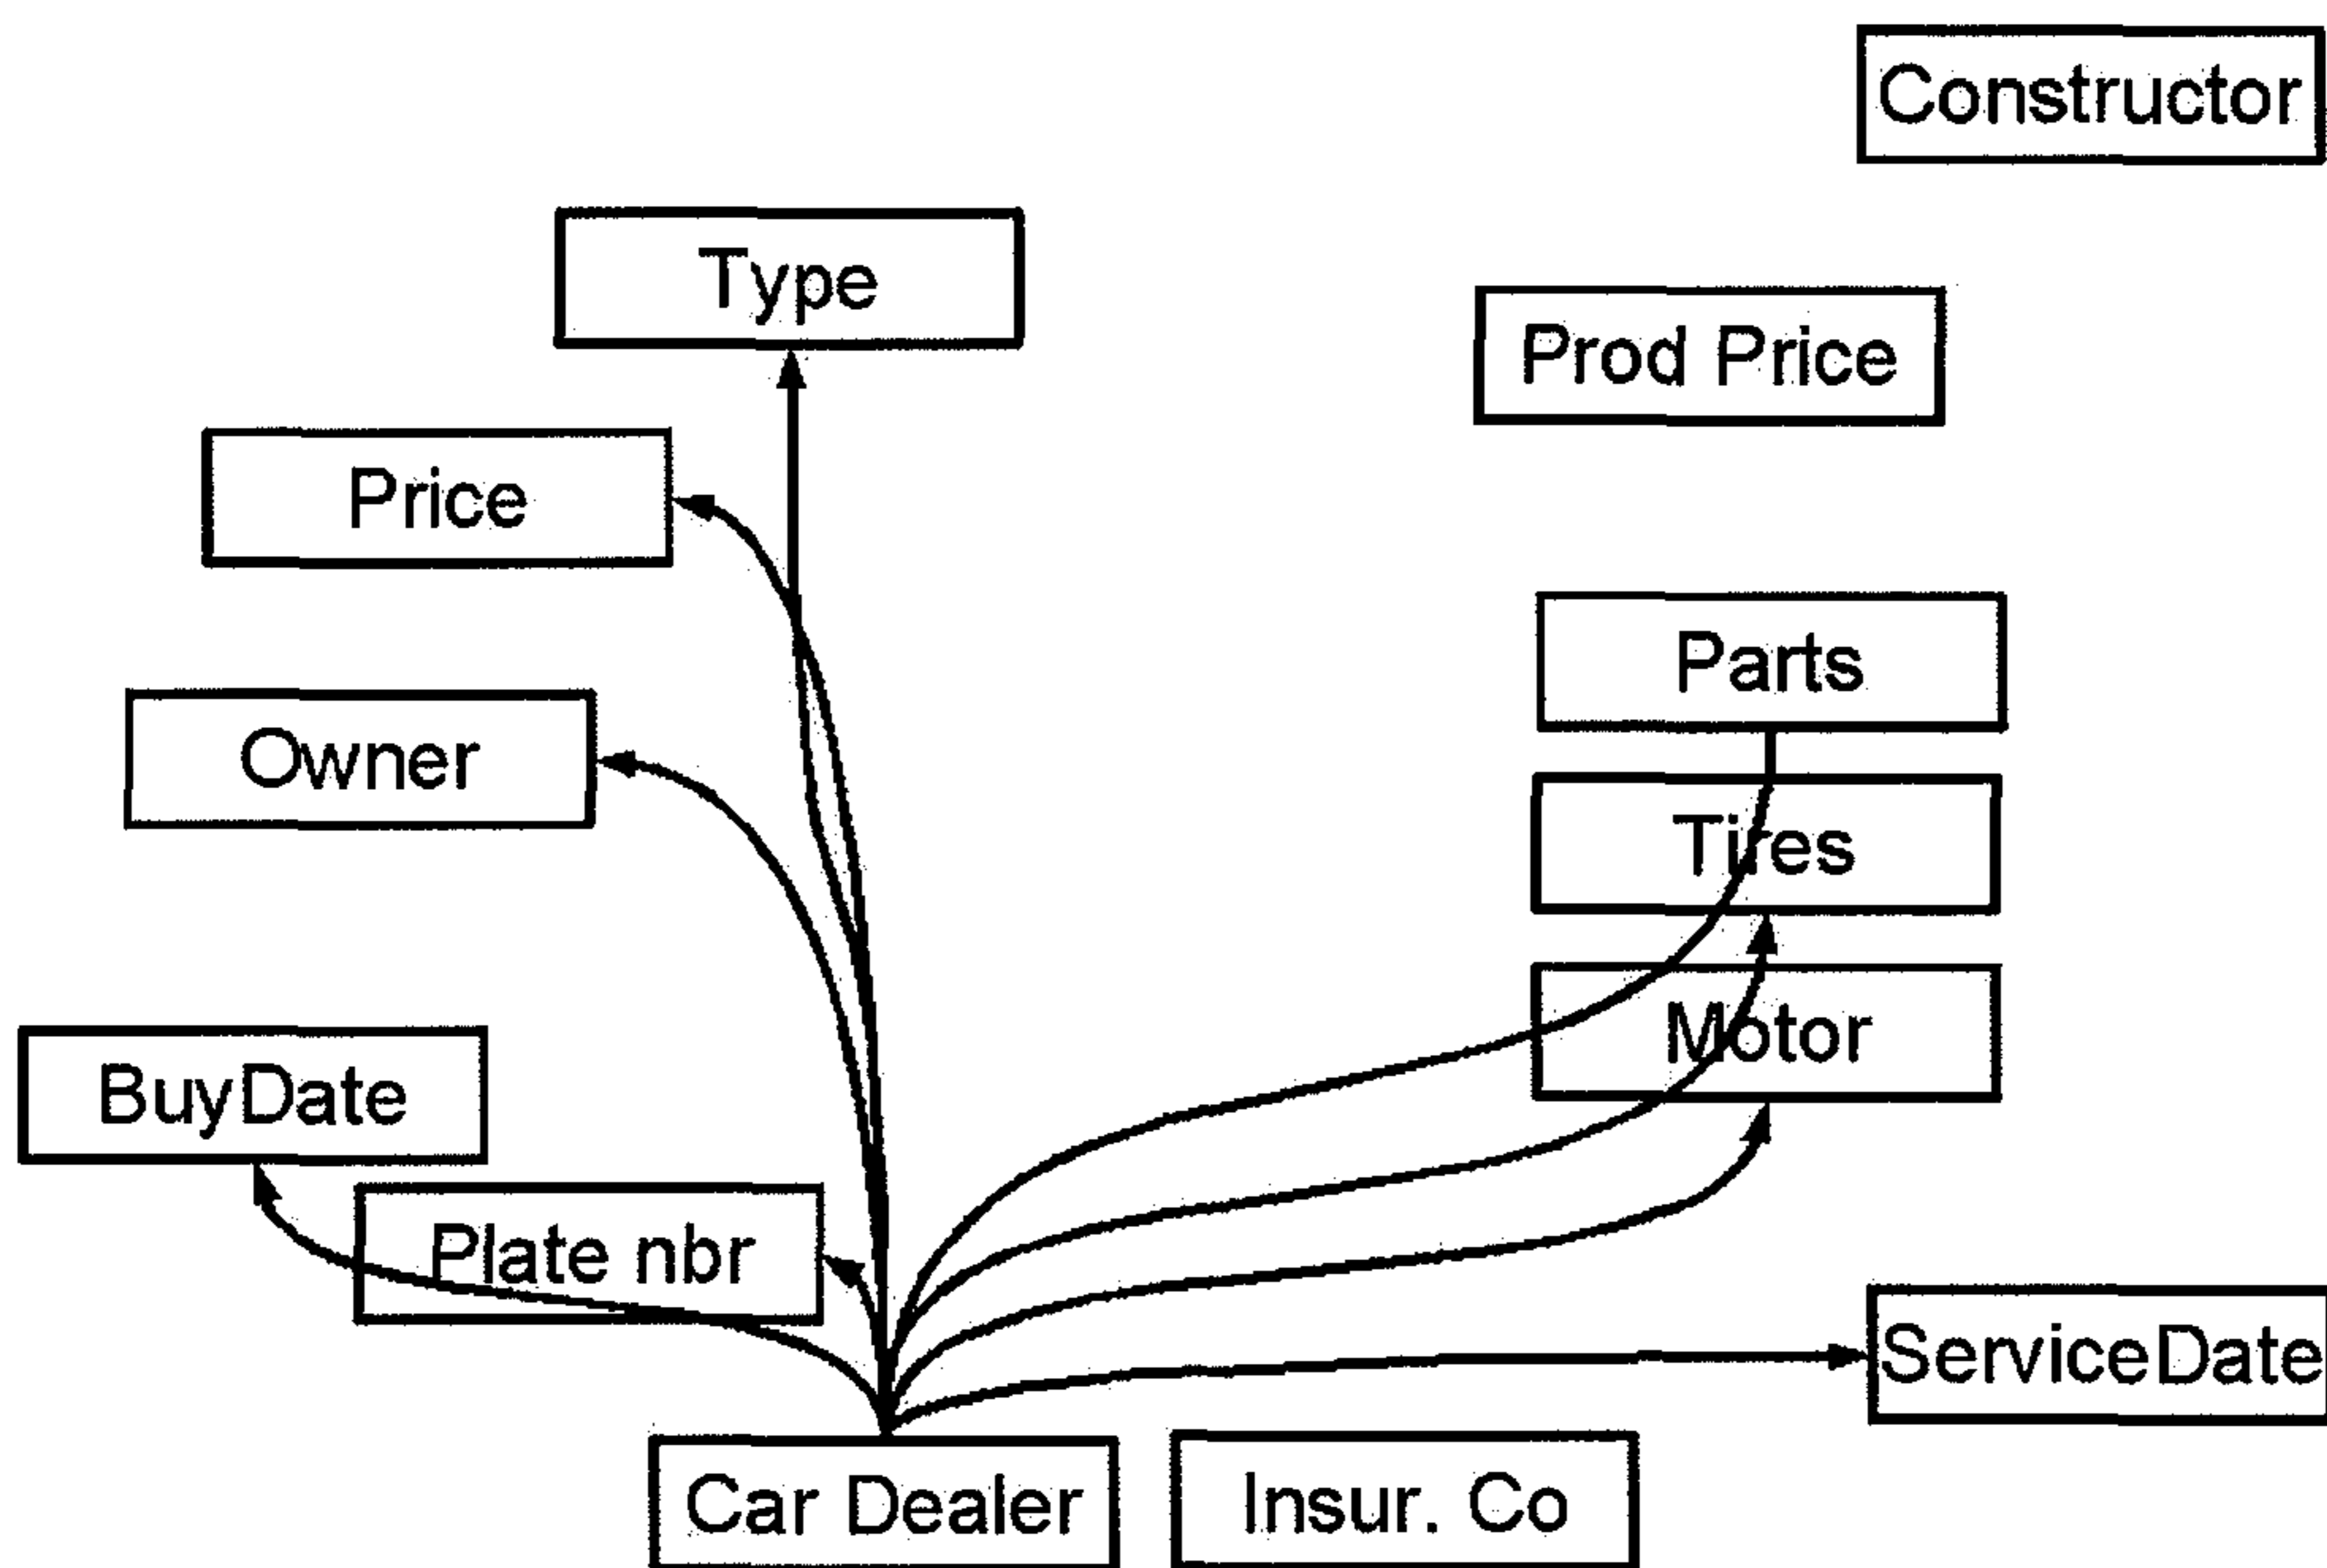 Constructor
Type
Prod Price
Price
Parts
Owner
Tires
Motor
BuyDate
Plate nbr
ServiceDate
Car Dealer
Insur. Co